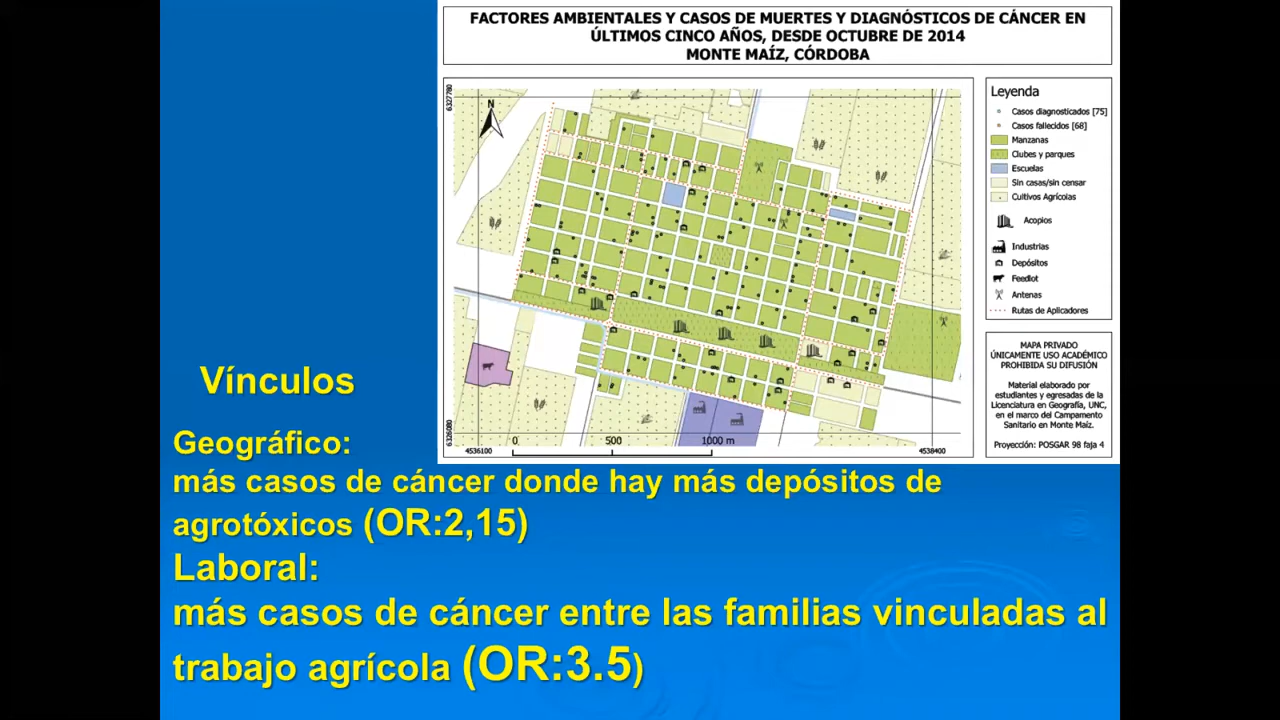 FACTORES AMBIENTALES Y CASOS DE MUERTES Y DIAGNÓSTICOS DE CÁNCER EN
ÚLTIMOS CINCO AÑOS, DESDE OCTUBRE DE 2014
MONTE MAÍZ, CÓRDOBA
6327780
N
6326080
0
500
1000 m
4536100
4538400
Leyenda
Casos diagnosticados [75]
Casos fallecidos [68]
Manzanas
Clubes y parques
Escuelas
Sin casas/sin censar
Cultivos Agrícolas
Acopios
Industrias
Depósitos
Feedlot
Antenas
Rutas de Aplicadores
MAPA PRIVADO
ÚNICAMENTE USO ACADÉMICO
PROHIBIDA SU DIFUSIÓN
Material elaborado por
estudiantes y egresadas de la
Licenciatura en Geografía, UNC,
en el marco del Campamento
Sanitario en Monte Maíz.
Proyección: POSGAR 98 faja 4
Vínculos
Geográfico:
más casos de cáncer donde hay más depósitos de
agrotóxicos (OR:2,15)
Laboral:
más casos de cáncer entre las familias vinculadas al
trabajo agrícola (OR:3.5)